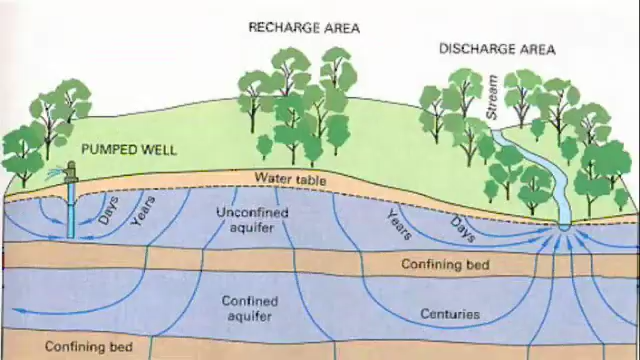 RECHARGE AREA
DISCHARGE AREA
Stream
PUMPED WELL
Water table
Days
Years
Unconfined
aquifer
Years
Days
Confining bed
Confined
aquifer
Centuries
Confining bed